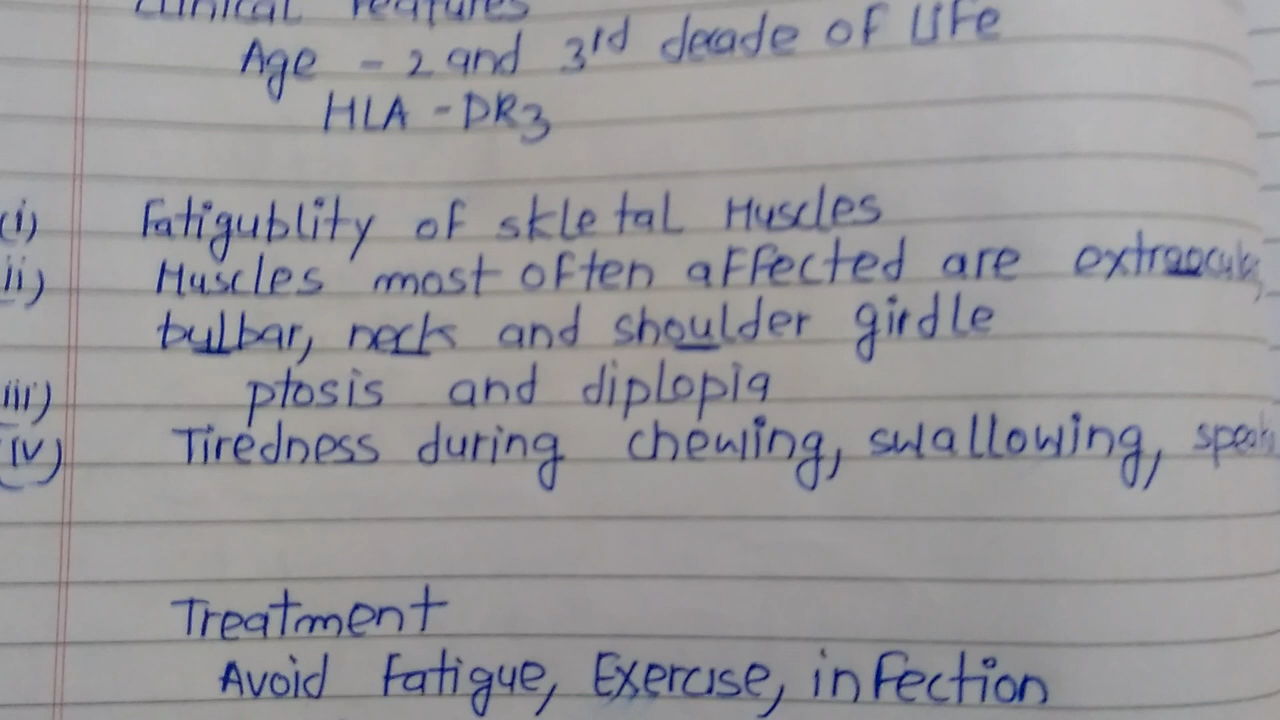 clinical features
Age - 2 and 3rd decade of Life
HLA - DR3
(i) Fatigublity of skletal Muscles
ii) Muscles most often affected are
bulbar, neck and shoulder girdle
iii) ptosis and diplopia
(iv) Tiredness during chewing, swallowing,
Treatment
Avoid Fatigue, Exercise, infection